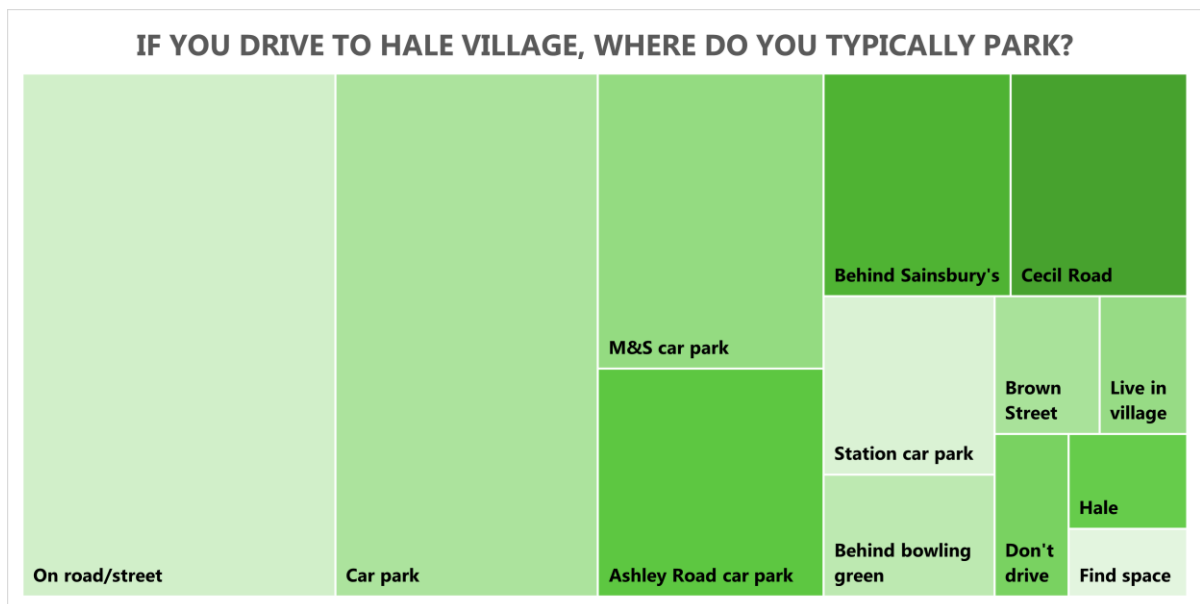 IF YOU DRIVE TO HALE VILLAGE, WHERE DO YOU TYPICALLY PARK?
On road/street
Car park
M&S car park
Ashley Road car park
Behind Sainsbury's
Cecil Road
Station car park
Behind bowling
green
Brown
Street
Live in
village
Don't
drive
Hale
Find space